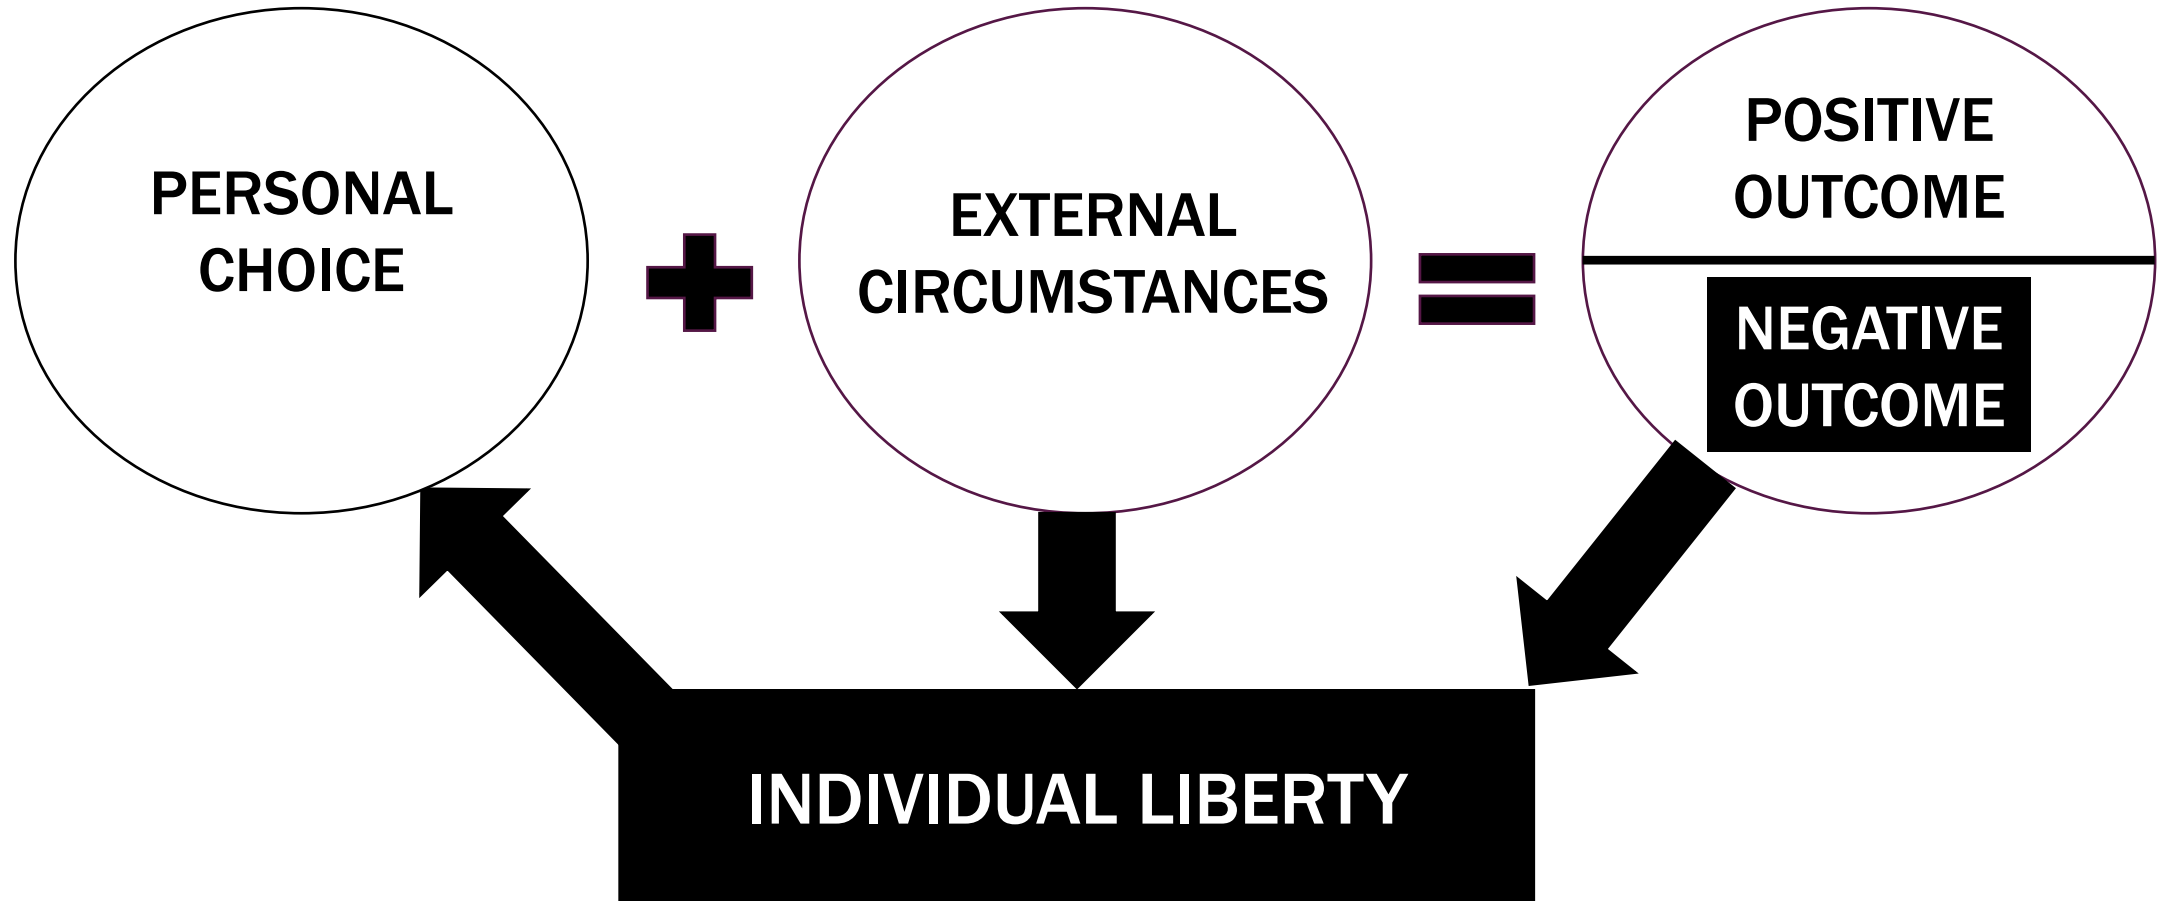 PERSONAL
CHOICE
EXTERNAL
CIRCUMSTANCES
POSITIVE
OUTCOME
NEGATIVE
OUTCOME
INDIVIDUAL LIBERTY